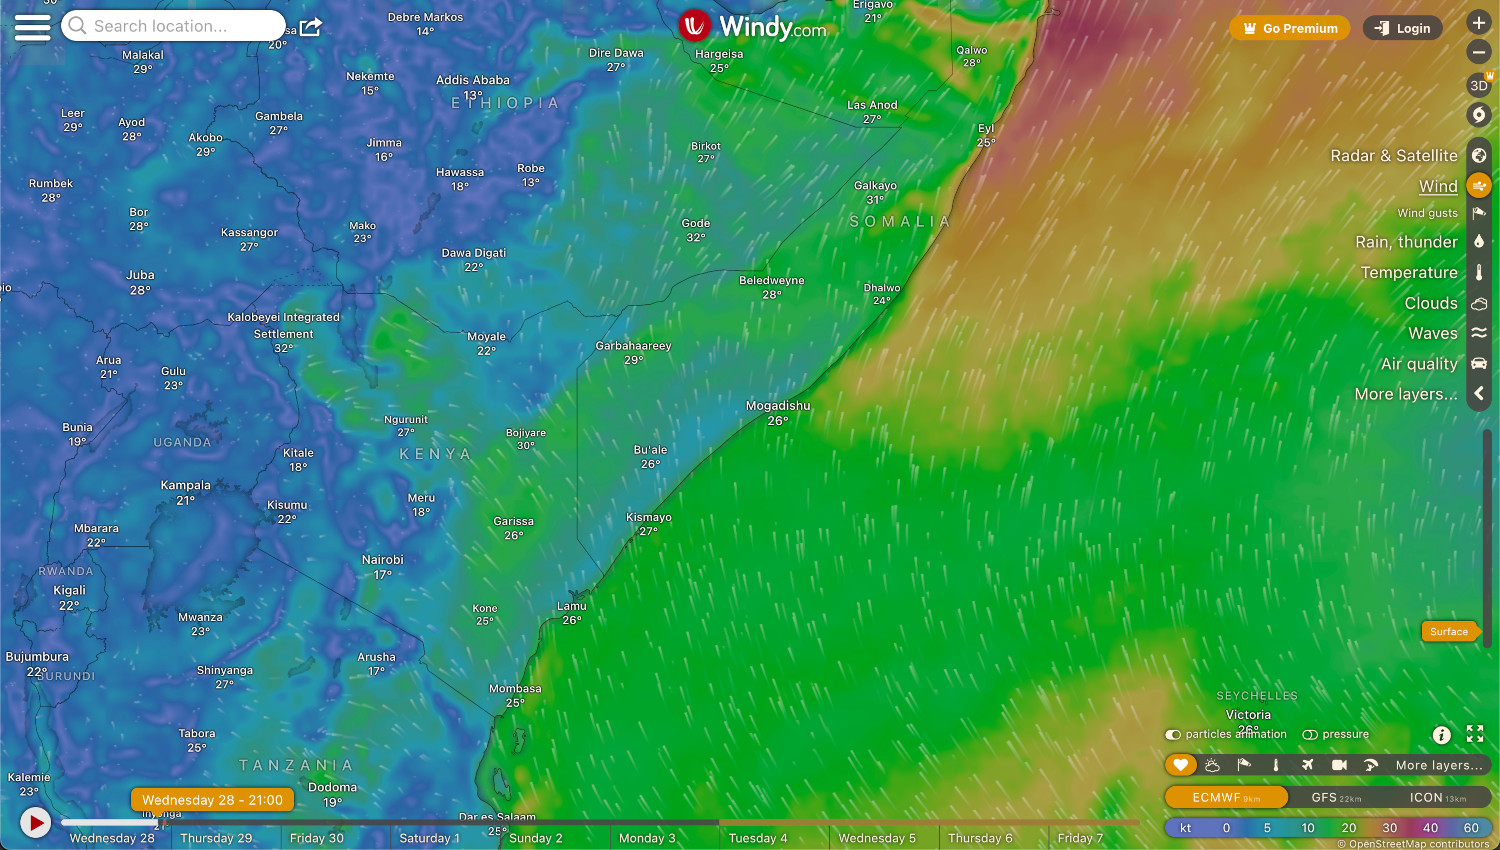 Search location...
Windy.com
Go Premium
Login
3D
Erigavo
21°
Debre Markos
14°
20°
Malakal
29°
Dire Dawa
27°
Hargeisa
25°
Qalwo
28°
Nekemte
15°
Addis Ababa
13°
ETHIOPIA
Leer
29°
Ayod
28°
Gambela
27°
Akobo
29°
Las Anod
27°
Eyl
25°
Jimma
16°
Birkot
27°
Radar & Satellite
Hawassa
18°
Robe
13°
Rumbek
28°
Galkayo
31°
Wind
Bor
28°
Mako
23°
Gode
32°
SOMALIA
Wind gusts
Kassangor
27°
Rain, thunder
Dawa Digati
22°
Juba
28°
Beledweyne
28°
Dhalwo
24°
Temperature
Kalobeyei Integrated
Settlement
32°
Clouds
Moyale
22°
Garbahaareey
29°
Waves
Arua
21°
Gulu
23°
Air quality
More layers...
Mogadishu
26°
Ngurunit
27°
Bojiyare
30°
Bunia
19°
UGANDA
Kitale
18°
KENYA
Bu'ale
26°
Kampala
21°
Kisumu
22°
Meru
18°
Garissa
26°
Kismayo
27°
Mbarara
22°
Nairobi
17°
RWANDA
Kigali
22°
Mwanza
23°
Kone
25°
Lamu
26°
Surface
Bujumbura
22°
BURUNDI
Shinyanga
27°
Arusha
17°
Mombasa
25°
SEYCHELLES
Victoria
26°
Tabora
25°
particles animation
pressure
TANZANIA
Kalemie
23°
Dodoma
19°
More layers...
Wednesday 28 - 21:00
ECMWF 9km
GFS 22km
ICON 13km
21°
Dar es Salaam
25°
Wednesday 28
Thursday 29
Friday 30
Saturday 1
Sunday 2
Monday 3
Tuesday 4
Wednesday 5
Thursday 6
Friday 7
kt 0 5 10 20 30 40 60
© OpenStreetMap contributors